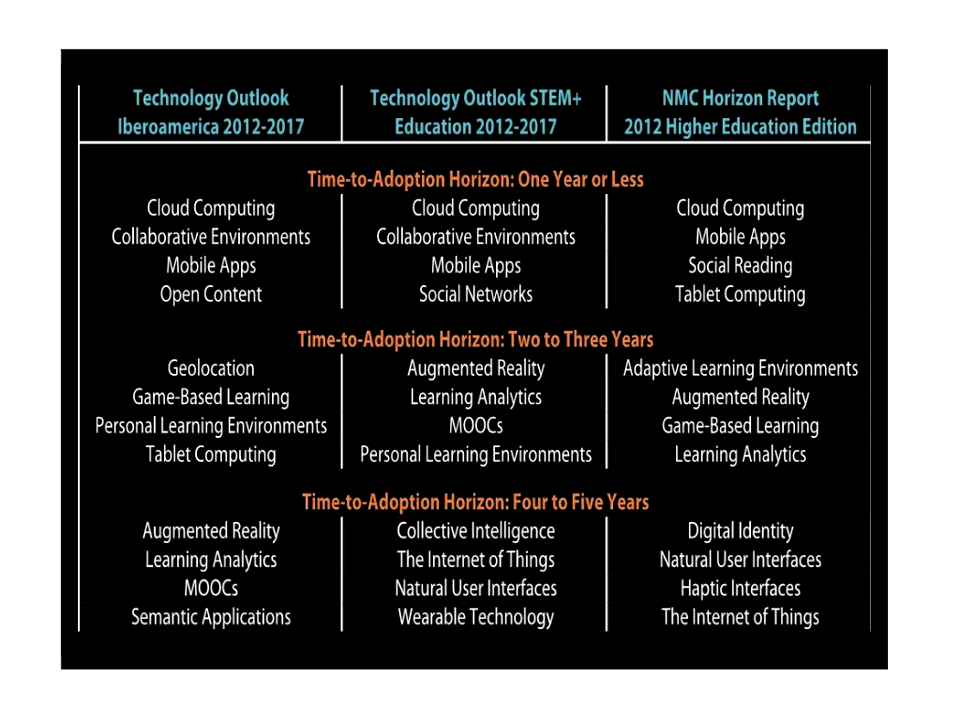 Technology Outlook
Iberoamerica 2012-2017
Technology Outlook STEM+
Education 2012-2017
NMC Horizon Report
2012 Higher Education Edition
Time-to-Adoption Horizon: One Year or Less
Cloud Computing
Collaborative Environments
Mobile Apps
Open Content
Cloud Computing
Collaborative Environments
Mobile Apps
Social Networks
Cloud Computing
Mobile Apps
Social Reading
Tablet Computing
Time-to-Adoption Horizon: Two to Three Years
Geolocation
Game-Based Learning
Personal Learning Environments
Tablet Computing
Augmented Reality
Learning Analytics
MOOCs
Personal Learning Environments
Adaptive Learning Environments
Augmented Reality
Game-Based Learning
Learning Analytics
Time-to-Adoption Horizon: Four to Five Years
Augmented Reality
Learning Analytics
MOOCs
Semantic Applications
Collective Intelligence
The Internet of Things
Natural User Interfaces
Wearable Technology
Digital Identity
Natural User Interfaces
Haptic Interfaces
The Internet of Things